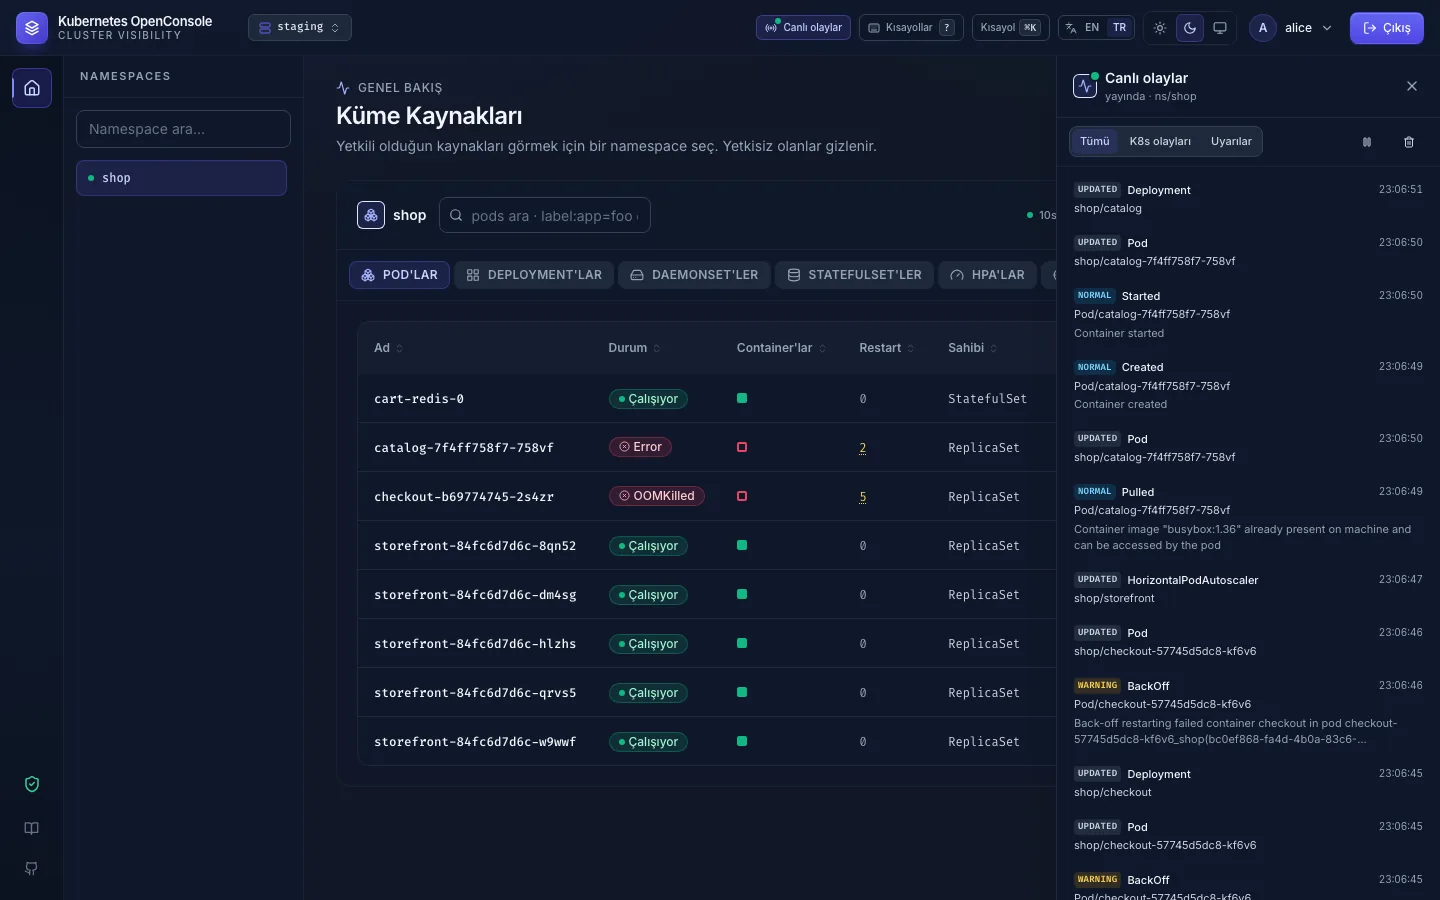 Kubernetes OpenConsole
CLUSTER VISIBILITY
staging
Canlı olaylar
Kısayollar ?
Kısayol ⌘K
EN TR
A alice
Çıkış
NAMESPACES
Namespace ara...
shop
GENEL BAKIŞ
Küme Kaynakları
Yetkili olduğun kaynakları görmek için bir namespace seç. Yetkisiz olanlar gizlenir.
shop
pods ara · label:app=foo
10s
POD'LAR DEPLOYMENT'LAR DAEMONSET'LER STATEFULSET'LER HPA'LAR
Ad Durum Container'lar Restart Sahibi
cart-redis-0 Çalışıyor 0 StatefulSet
catalog-7f4ff758f7-758vf Error 2 ReplicaSet
checkout-b69774745-2s4zr OOMKilled 5 ReplicaSet
storefront-84fc6d7d6c-8qn52 Çalışıyor 0 ReplicaSet
storefront-84fc6d7d6c-dm4sg Çalışıyor 0 ReplicaSet
storefront-84fc6d7d6c-hlzhs Çalışıyor 0 ReplicaSet
storefront-84fc6d7d6c-qrvs5 Çalışıyor 0 ReplicaSet
storefront-84fc6d7d6c-w9wwf Çalışıyor 0 ReplicaSet
Canlı olaylar
yayında · ns/shop
Tümü K8s olayları Uyarılar
UPDATED Deployment 23:06:51
shop/catalog
UPDATED Pod 23:06:50
shop/catalog-7f4ff758f7-758vf
NORMAL Started 23:06:50
Pod/catalog-7f4ff758f7-758vf
Container started
NORMAL Created 23:06:49
Pod/catalog-7f4ff758f7-758vf
Container created
UPDATED Pod 23:06:50
shop/catalog-7f4ff758f7-758vf
NORMAL Pulled 23:06:49
Pod/catalog-7f4ff758f7-758vf
Container image "busybox:1.36" already present on machine and
can be accessed by the pod
UPDATED HorizontalPodAutoscaler 23:06:47
shop/storefront
UPDATED Pod 23:06:46
shop/checkout-57745d5dc8-kf6v6
WARNING BackOff 23:06:46
Pod/checkout-57745d5dc8-kf6v6
Back-off restarting failed container checkout in pod checkout-
57745d5dc8-kf6v6_shop(bc0ef868-fa4d-4b0a-83c6-...
UPDATED Deployment 23:06:45
shop/checkout
UPDATED Pod 23:06:45
shop/checkout-57745d5dc8-kf6v6
WARNING BackOff 23:06:45
Pod/checkout-57745d5dc8-kf6v6